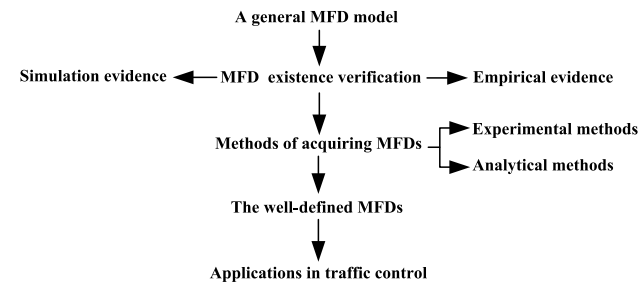 A general MFD model
Simulation evidence
MFD existence verification
Empirical evidence
Methods of acquiring MFDs
Experimental methods
Analytical methods
The well-defined MFDs
Applications in traffic control